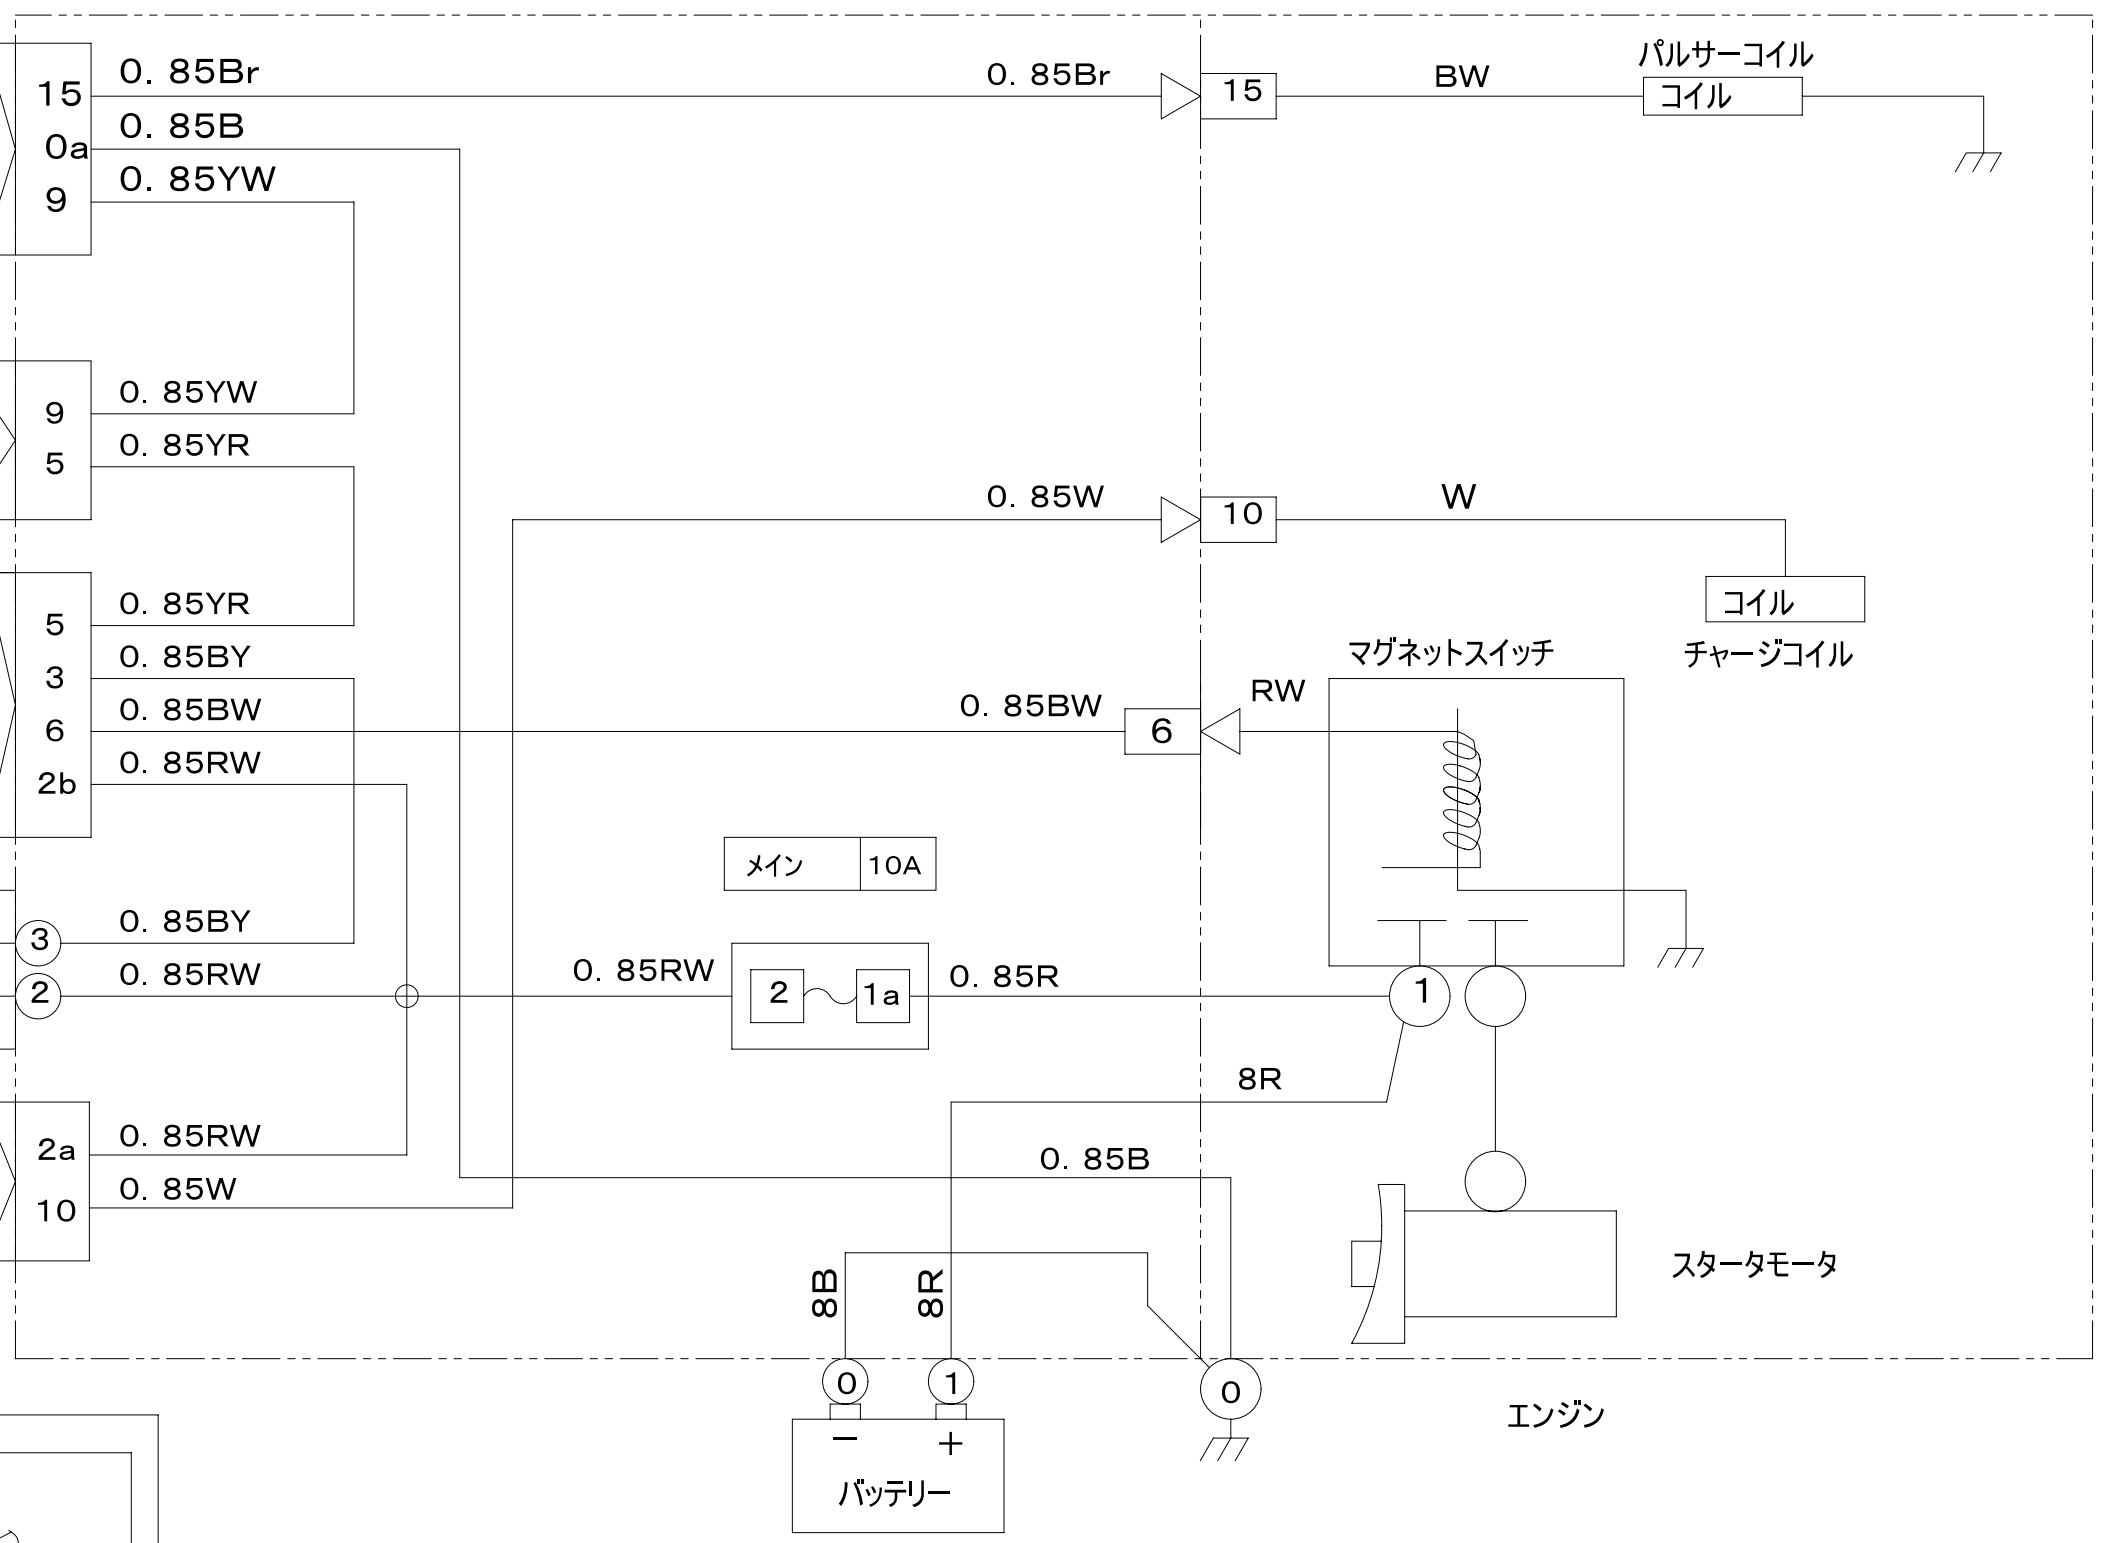 パルサーコイル
15
0. 85Br
0. 85Br
15
BW
コイル
0a
0. 85B
9
0. 85YW
9
0. 85YW
5
0. 85YR
0. 85W
10
W
コイル
チャージコイル
5
0. 85YR
3
0. 85BY
6
0. 85BW
0. 85BW
6
RW
マグネットスイッチ
2b
0. 85RW
メイン
10A
3
0. 85BY
2
0. 85RW
0. 85RW
2
1a
0. 85R
1
8R
2a
0. 85RW
0. 85B
10
0. 85W
スタータモータ
8B
8R
0
1
0
エンジン
−
+
バッテリー